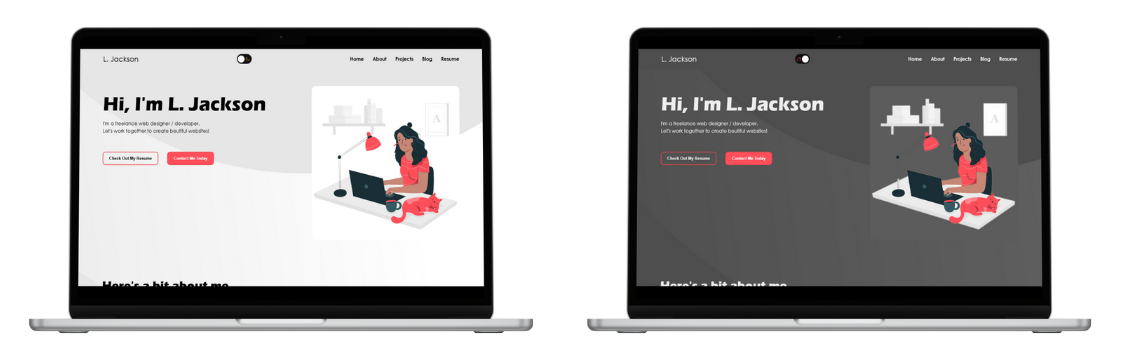 L. Jackson
Home About Projects Blog Resume
Hi, I'm L. Jackson
I'm a freelance web designer / developer.
Let's work together to create beutiful websites!
Check Out My Resume Contact Me Today
A
Here's a bit about me
L. Jackson
Home About Projects Blog Resume
Hi, I'm L. Jackson
I'm a freelance web designer / developer.
Let's work together to create beutiful websites!
Check Out My Resume Contact Me Today
A
Here's a bit about me